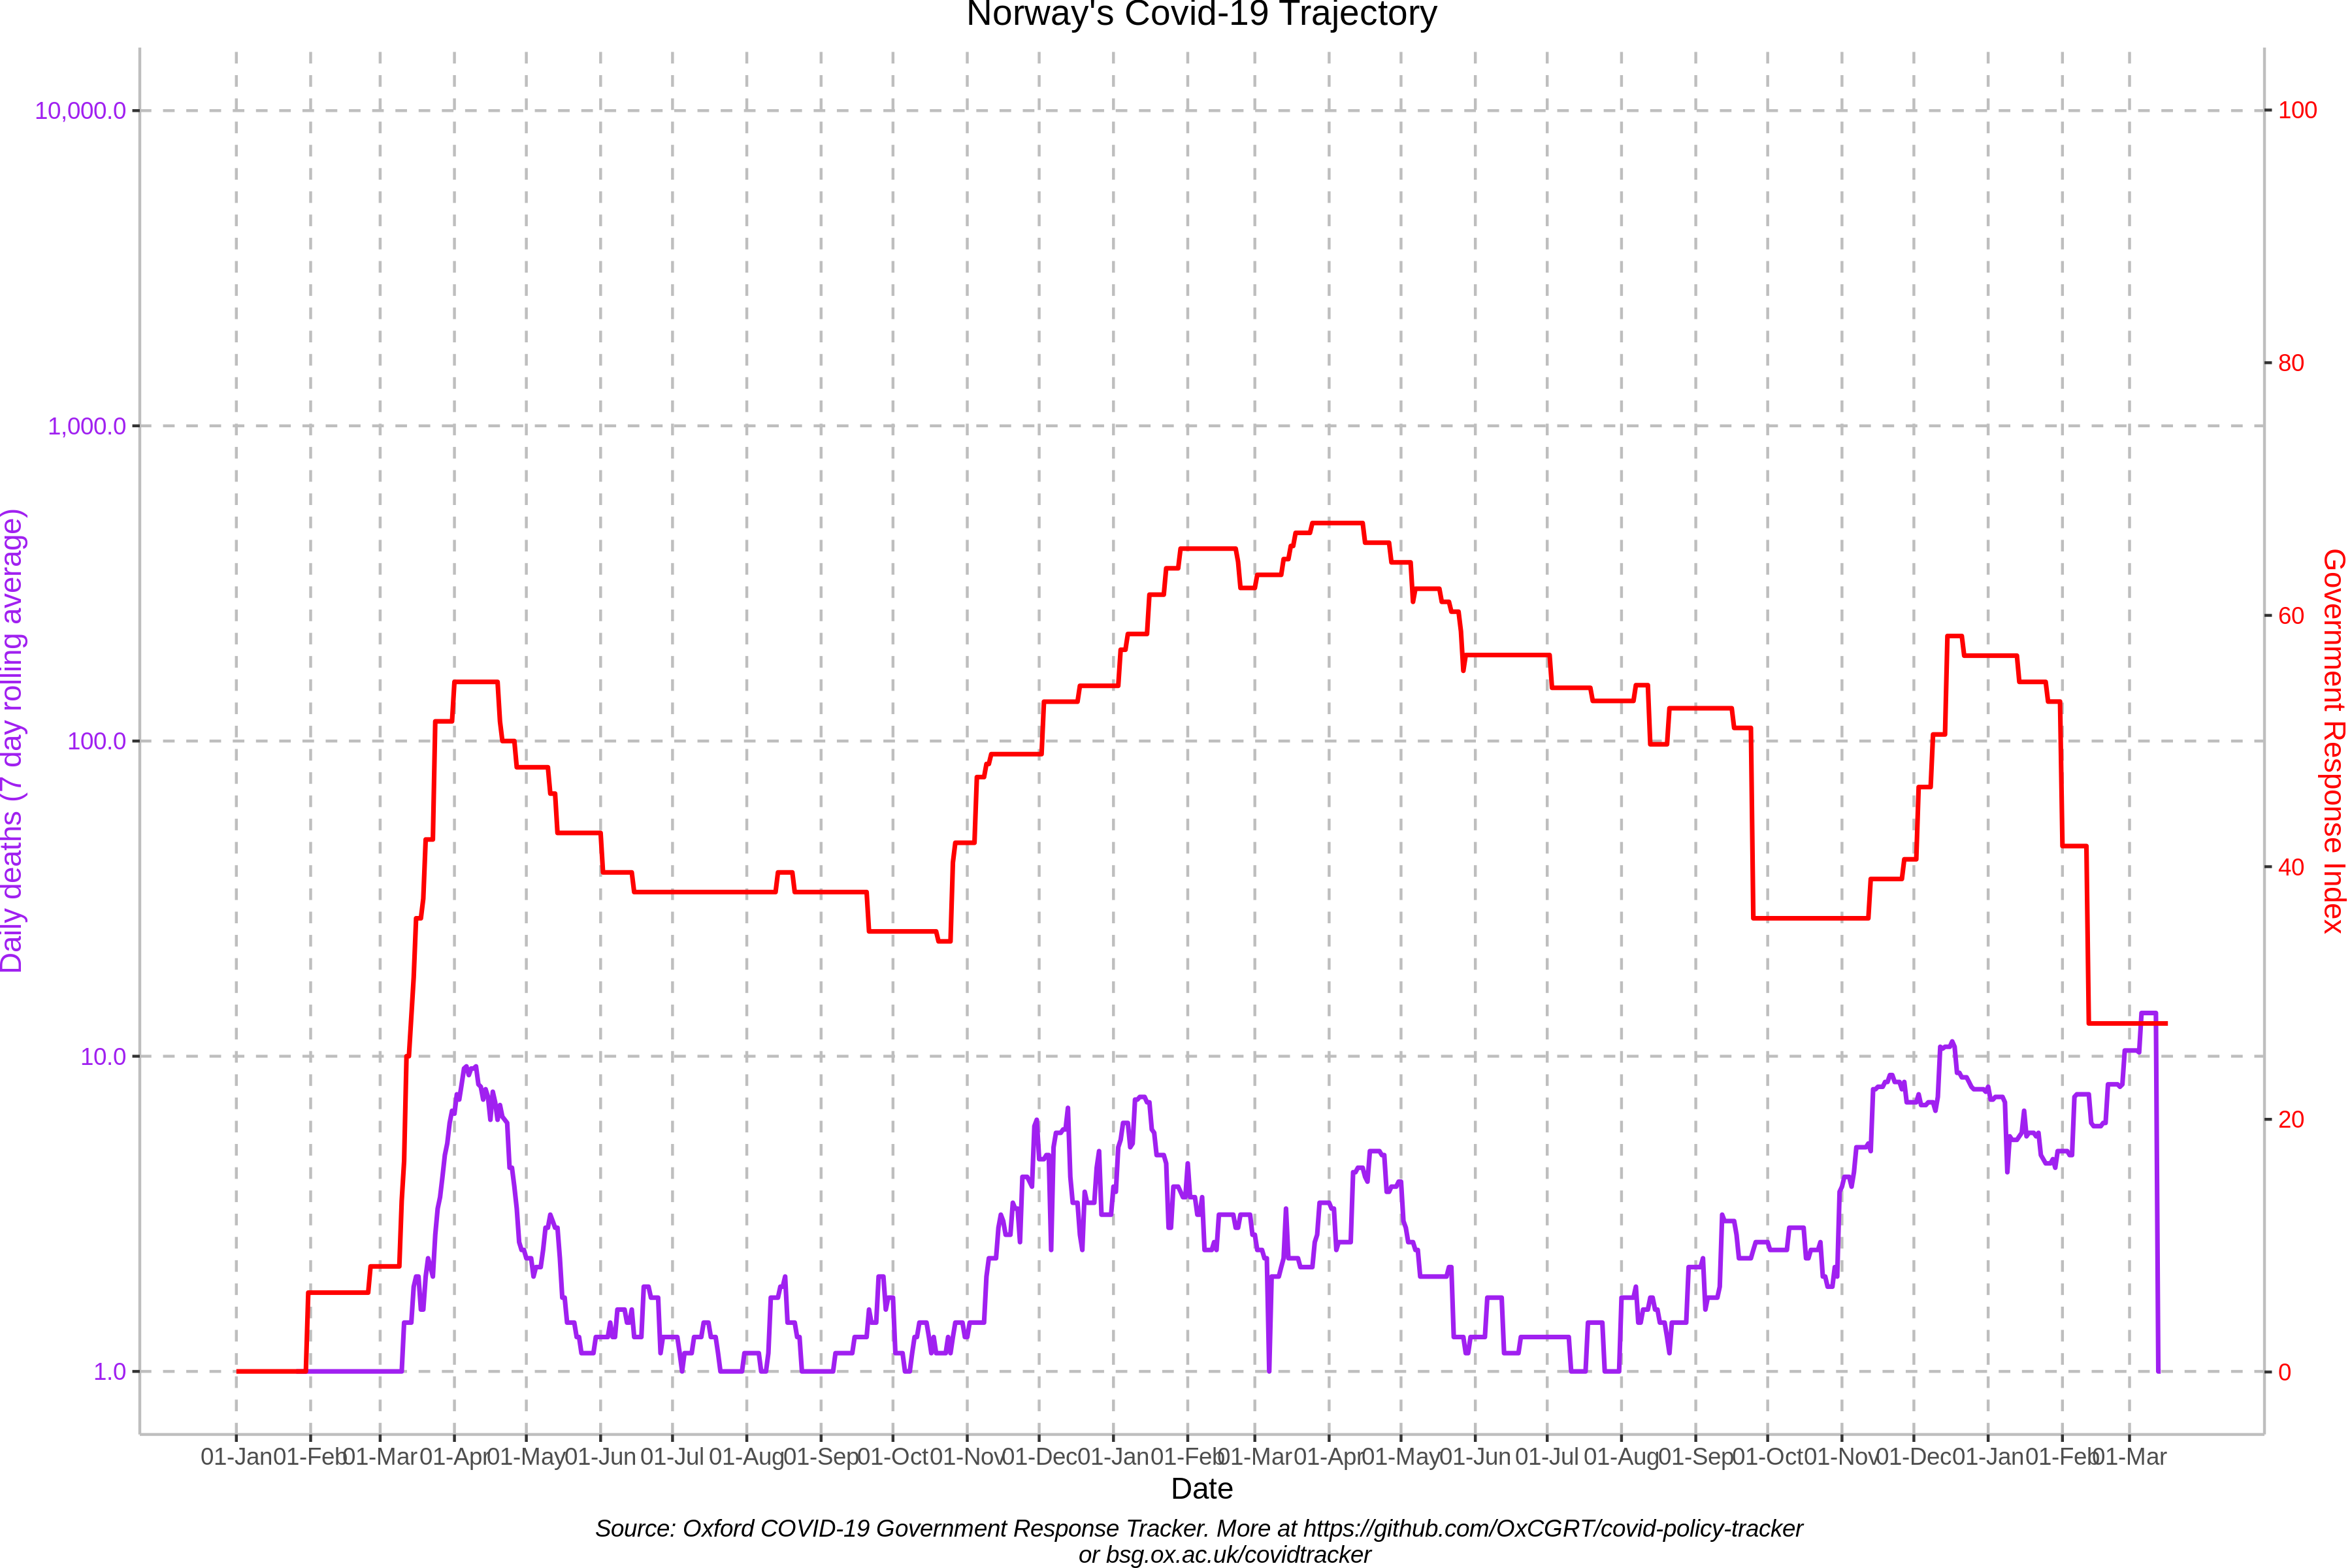 Norway's Covid-19 Trajectory
10,000.0
1,000.0
100.0
10.0
1.0
Daily deaths (7 day rolling average)
100
80
60
40
20
0
Government Response Index
01-Jan 01-Feb 01-Mar 01-Apr 01-May 01-Jun 01-Jul 01-Aug 01-Sep 01-Oct 01-Nov 01-Dec 01-Jan 01-Feb 01-Mar 01-Apr 01-May 01-Jun 01-Jul 01-Aug 01-Sep 01-Oct 01-Nov 01-Dec 01-Jan 01-Feb 01-Mar
Date
Source: Oxford COVID-19 Government Response Tracker. More at https://github.com/OxCGRT/covid-policy-tracker
or bsg.ox.ac.uk/covidtracker